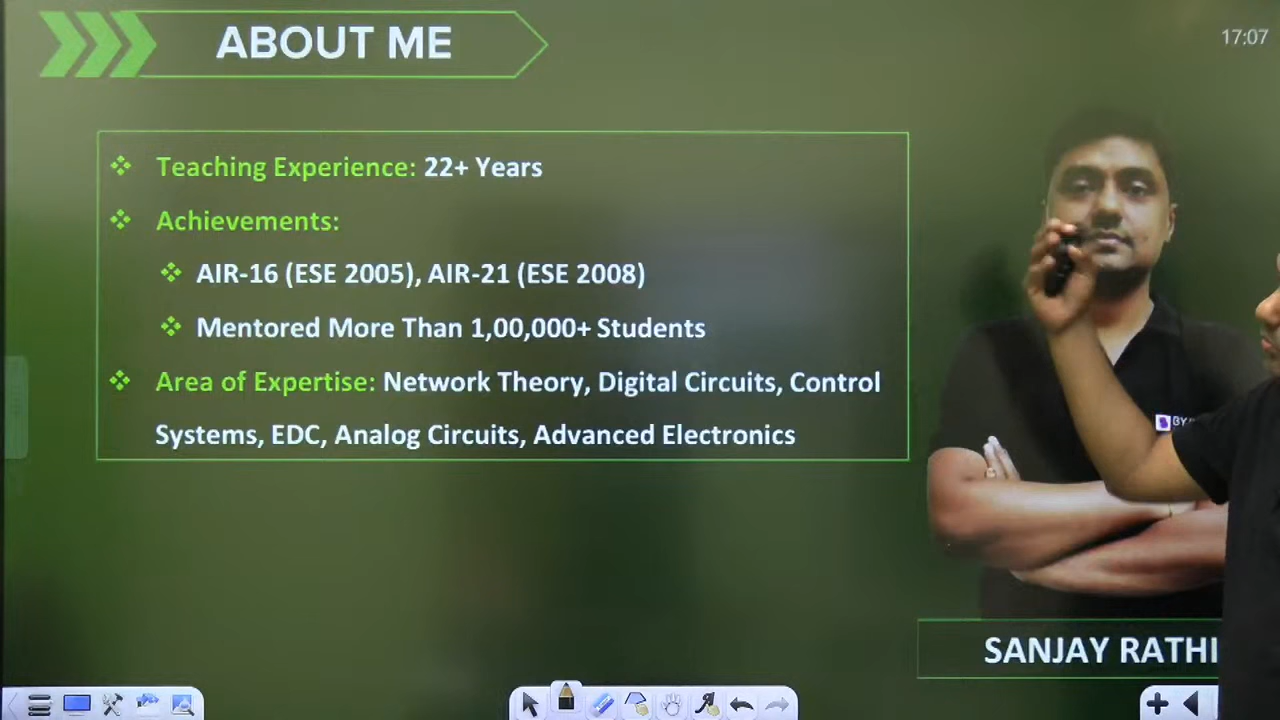 ABOUT ME
17:07
Teaching Experience: 22+ Years
Achievements:
AIR-16 (ESE 2005), AIR-21 (ESE 2008)
Mentored More Than 1,00,000+ Students
Area of Expertise: Network Theory, Digital Circuits, Control
Systems, EDC, Analog Circuits, Advanced Electronics
SANJAY RATHI